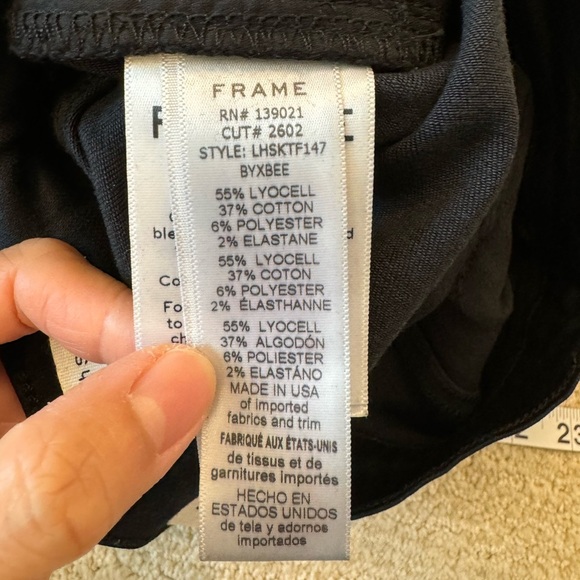 FRAME
RN# 139021
CUT# 2602
STYLE: LHSKTF147
BYXBEE
55% LYOCELL
37% COTTON
6% POLYESTER
2% ELASTANE
55% LYOCELL
37% COTON
6% POLYESTER
2% ÉLASTHANNE
55% LYOCELL
37% ALGODÓN
6% POLIESTER
2% ELASTÁNO
MADE IN USA
of imported
fabrics and trim
FABRIQUÉ AUX ÉTATS-UNIS
de tissus et de
garnitures importés
HECHO EN
ESTADOS UNIDOS
de tela y adornos
importados
23